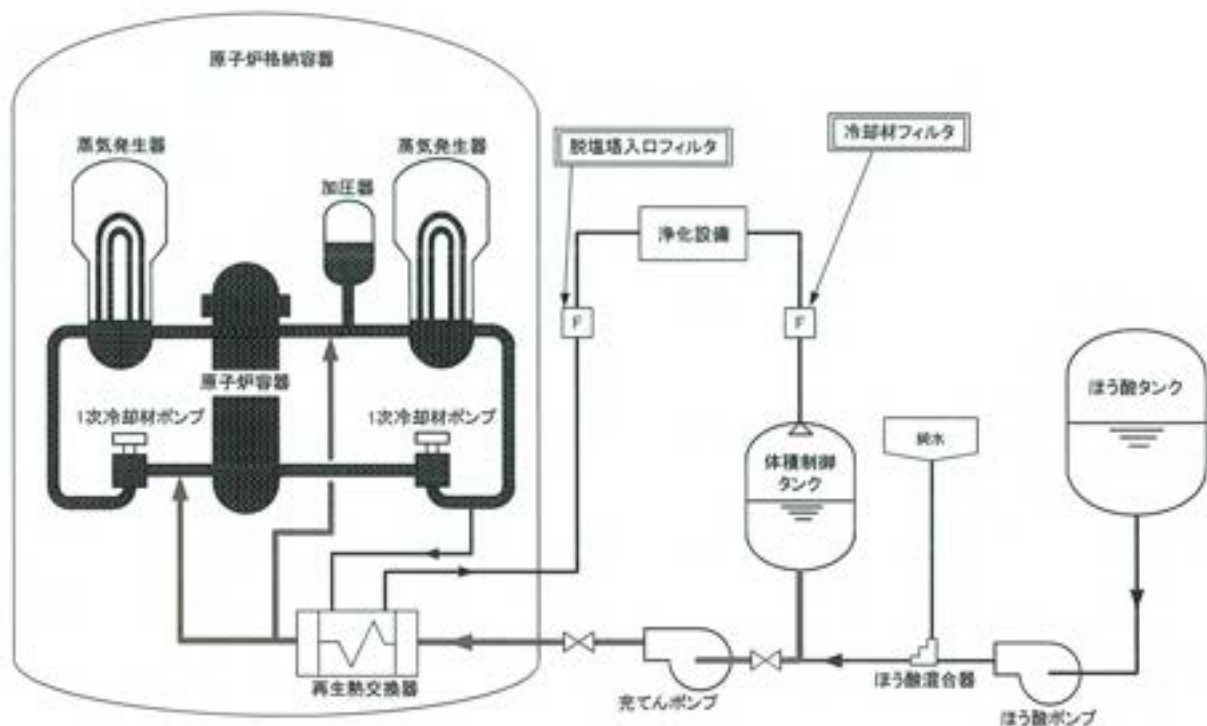 原子炉格納容器
蒸気発生器
蒸気発生器
加圧器
脱塩塔入口フィルタ
冷却材フィルタ
浄化設備
F
F
原子炉容器
ほう酸タンク
1次冷却材ポンプ
1次冷却材ポンプ
純水
体積制御
タンク
再生熱交換器
充てんポンプ
ほう酸混合器
ほう酸ポンプ